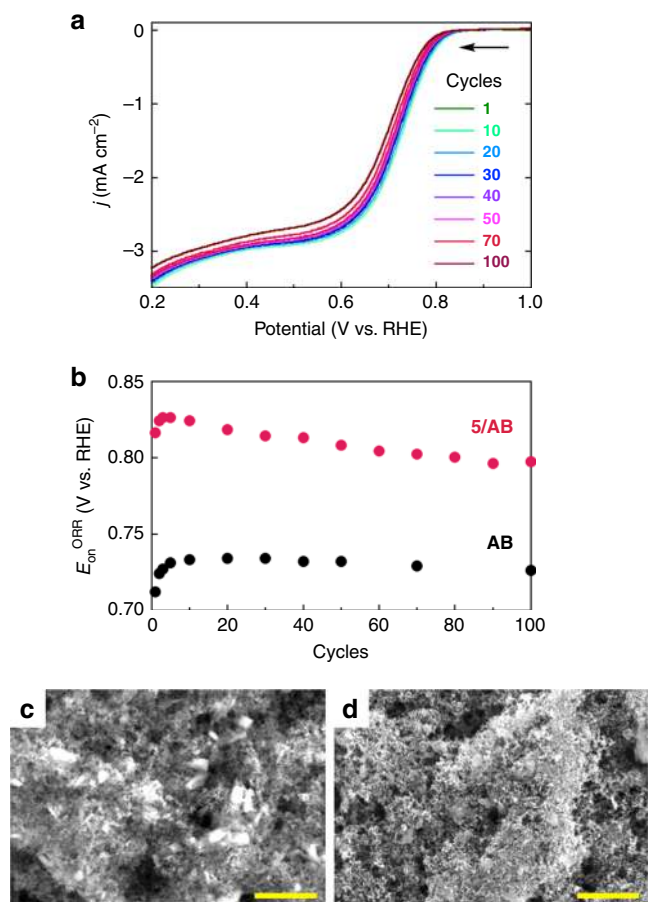 a
0
−1
−2
−3
j (mA cm⁻²)
Cycles
1
10
20
30
40
50
70
100
0.2
0.4
0.6
0.8
1.0
Potential (V vs. RHE)
b
0.85
0.80
0.75
0.70
E_on^ORR (V vs. RHE)
5/AB
AB
0
20
40
60
80
100
Cycles
c
d